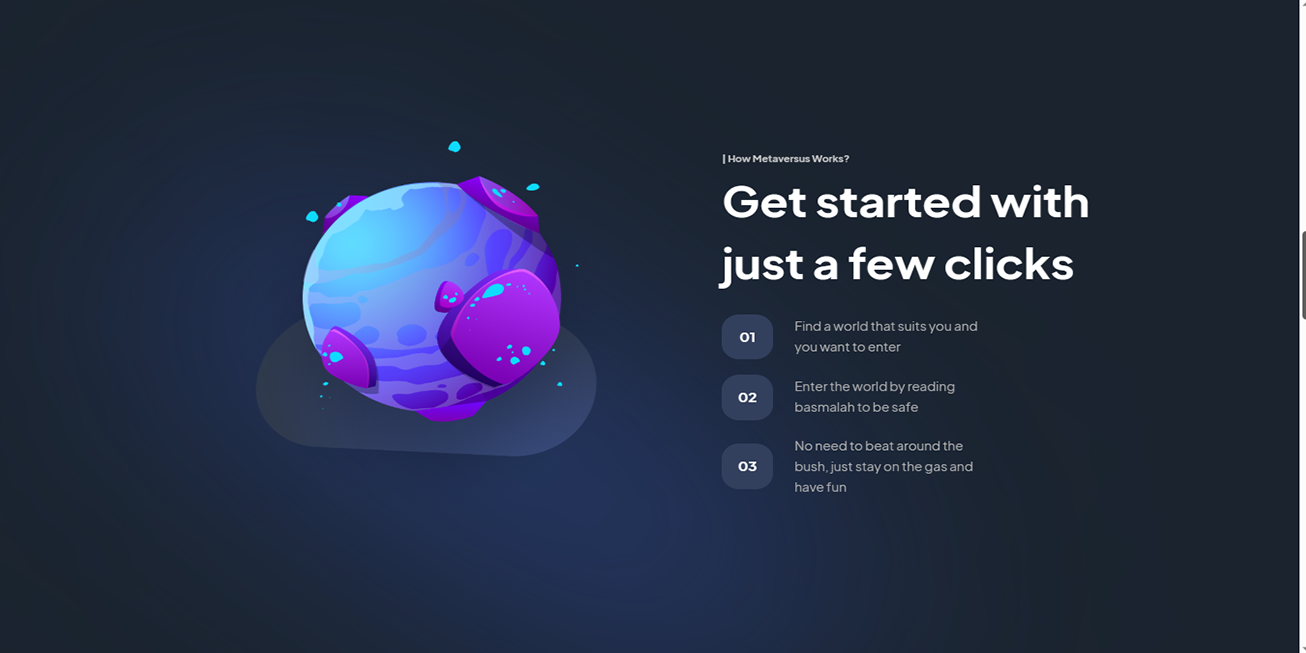 | How Metaversus Works?
Get started with
just a few clicks
01
Find a world that suits you and
you want to enter
02
Enter the world by reading
basmalah to be safe
03
No need to beat around the
bush, just stay on the gas and
have fun